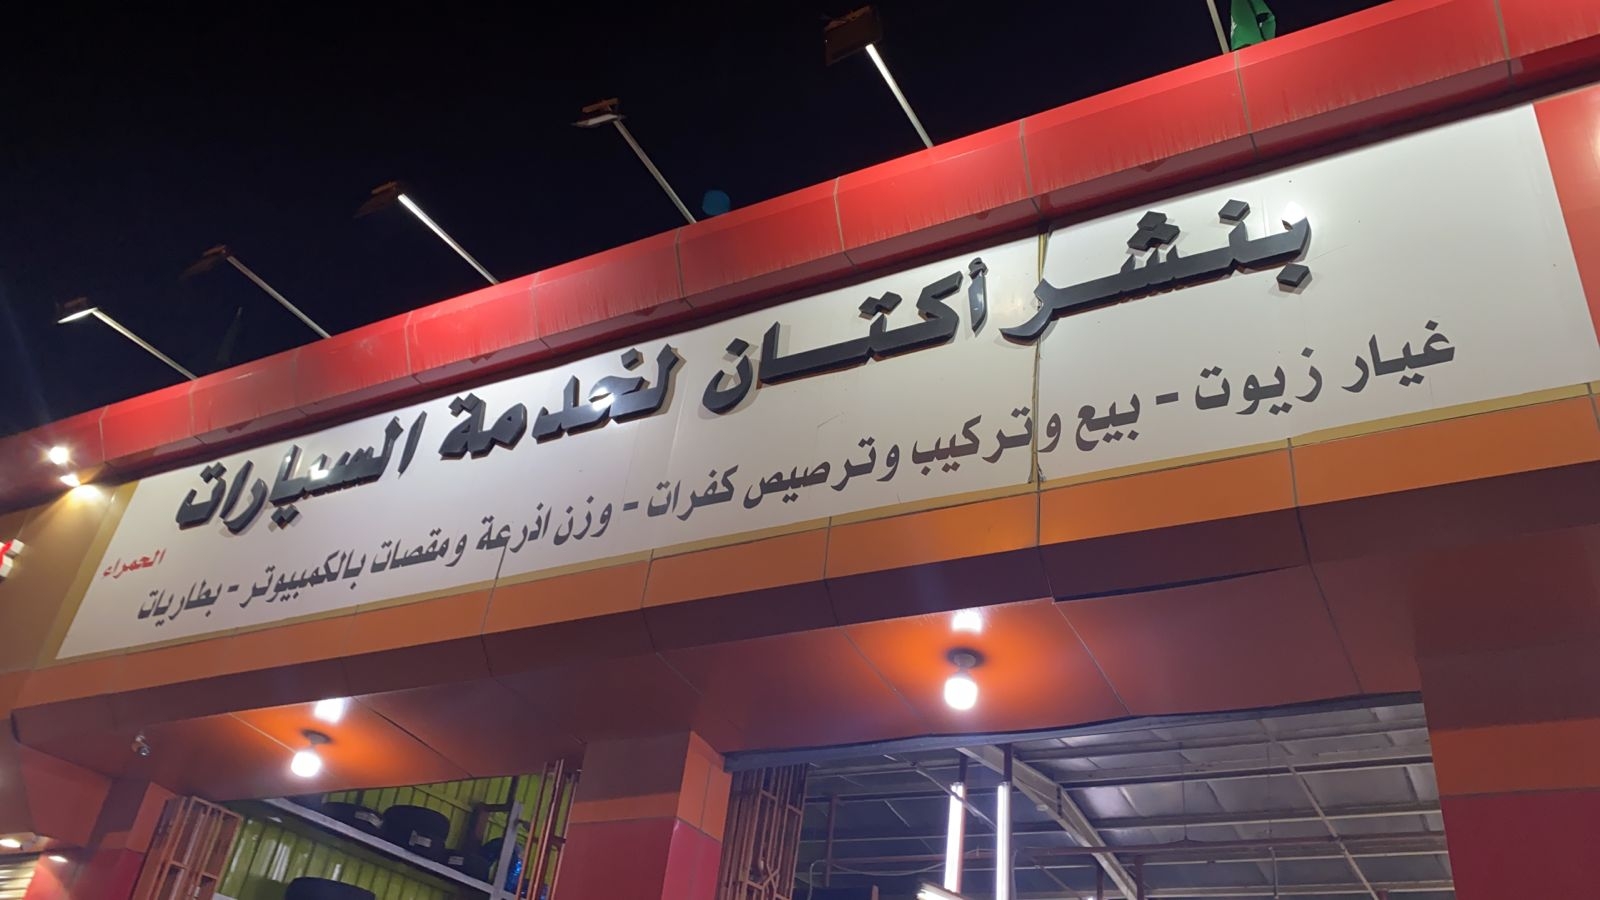 بنشر أكتان لخدمة السيارات
غيار زيوت - بيع وتركيب وترصيص كفرات - وزن اذرعة ومقصات بالكمبيوتر - بطاريات
الحمراء